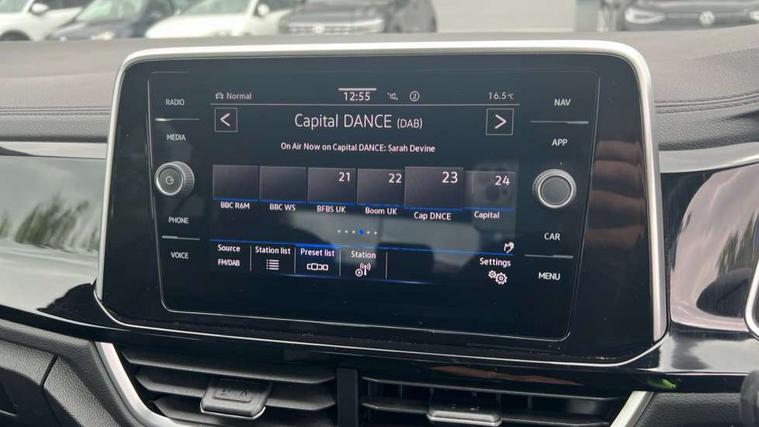 RADIO
MEDIA
PHONE
VOICE
Normal 12:55 2 16.5°C
Capital DANCE (DAB)
On Air Now on Capital DANCE: Sarah Devine
21 22 23 24
BBC R6M BBC WS BFBS UK Boom UK Cap DNCE Capital
Source Station list Preset list Station Settings
FM/DAB
NAV
APP
CAR
MENU